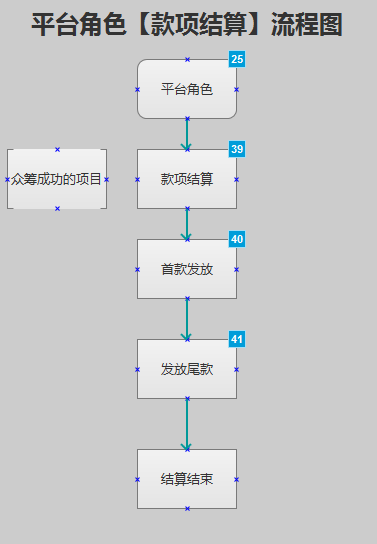 平台角色【款项结算】流程图
25
平台角色
39
众筹成功的项目
款项结算
40
首款发放
41
发放尾款
结算结束